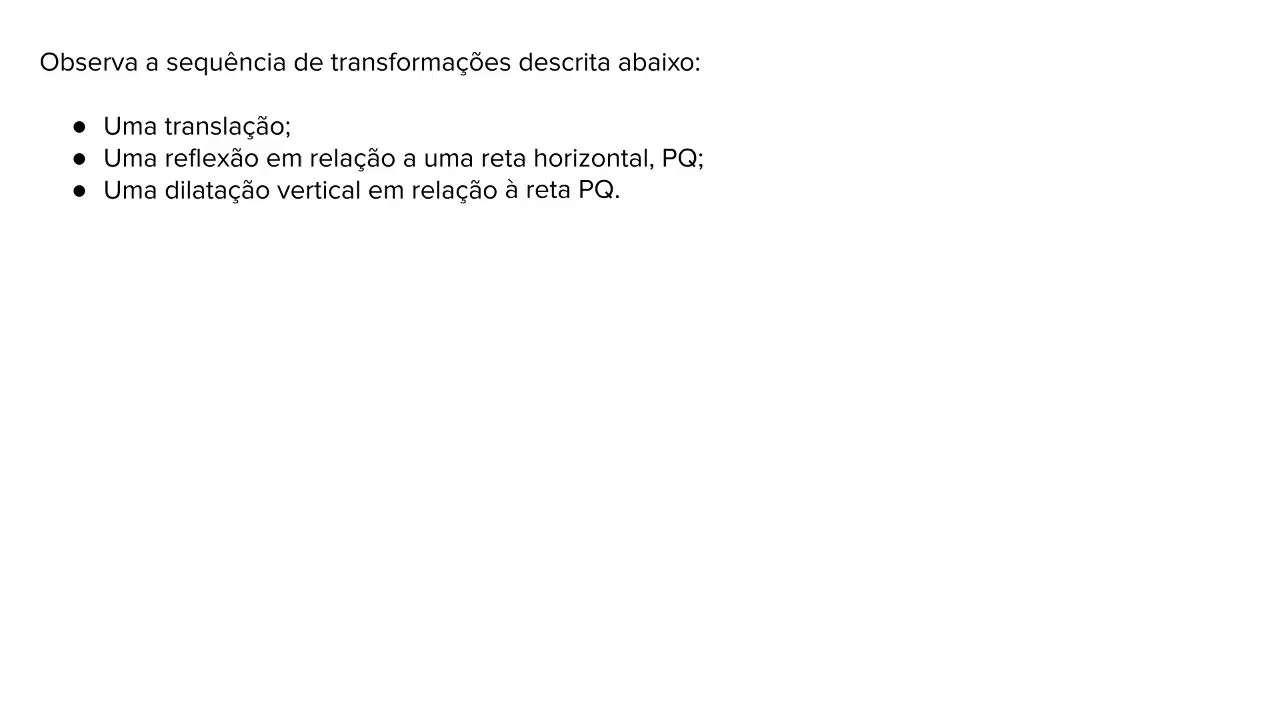 Observa a sequência de transformações descrita abaixo:
● Uma translação;
● Uma reflexão em relação a uma reta horizontal, PQ;
● Uma dilatação vertical em relação à reta PQ.